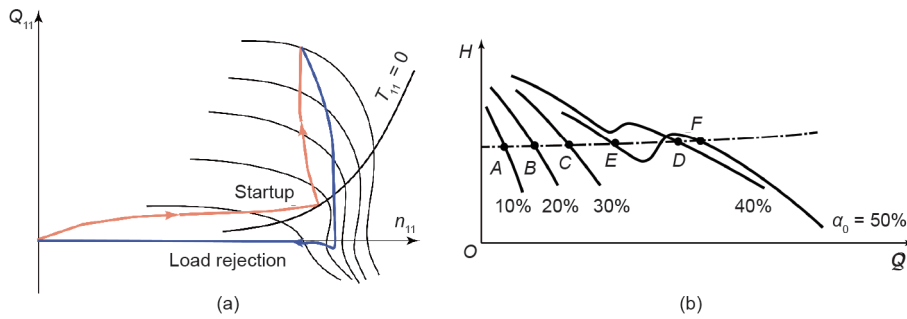 Q11
T11 = 0
Startup
n11
Load rejection
(a)
H
A
B
C
E
D
F
10%
20%
30%
40%
α0 = 50%
O
Q
(b)